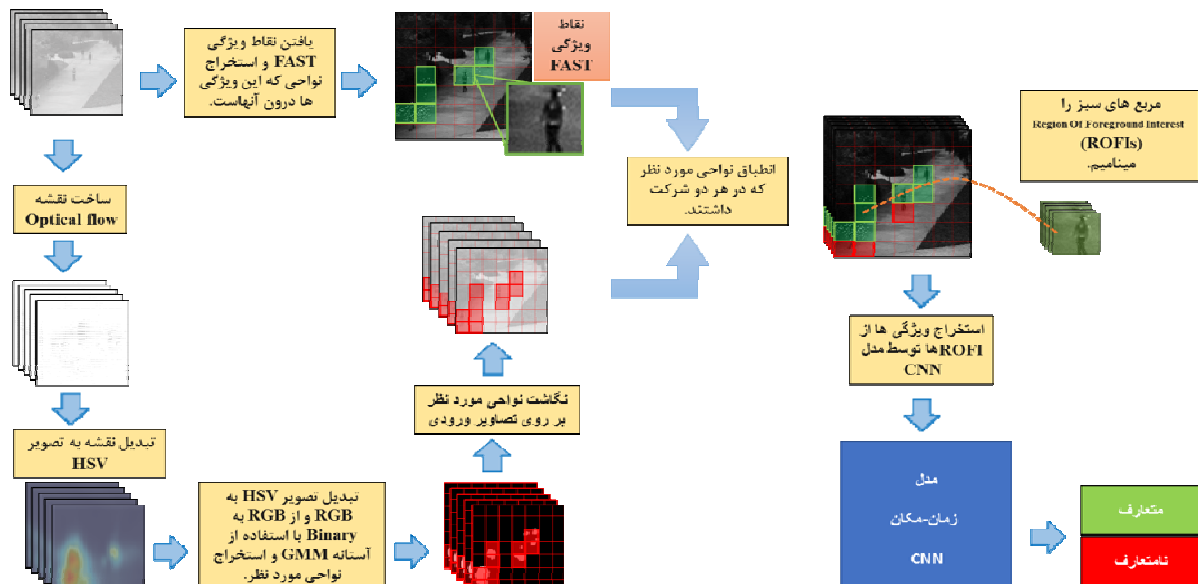 یافتن نقاط ویژگی
FAST و استخراج
نواحی که این ویژگی
ها درون آنهاست.
نقاط
ویژگی
FAST
مربع های سبز را
Region Of Foreground Interest
(ROFIs)
مینامیم.
انطباق نواحی مورد نظر
که در هر دو شرکت
داشتند.
ساخت نقشه
Optical flow
استخراج ویژگی ها از
ROFIها توسط مدل
CNN
نگاشت نواحی مورد نظر
بر روی تصاویر ورودی
تبدیل نقشه به تصویر
HSV
تبدیل تصویر HSV به
RGB و از RGB به
Binary با استفاده از
آستانه GMM و استخراج
نواحی مورد نظر.
مدل
زمان-مکان
CNN
متعارف
نامتعارف